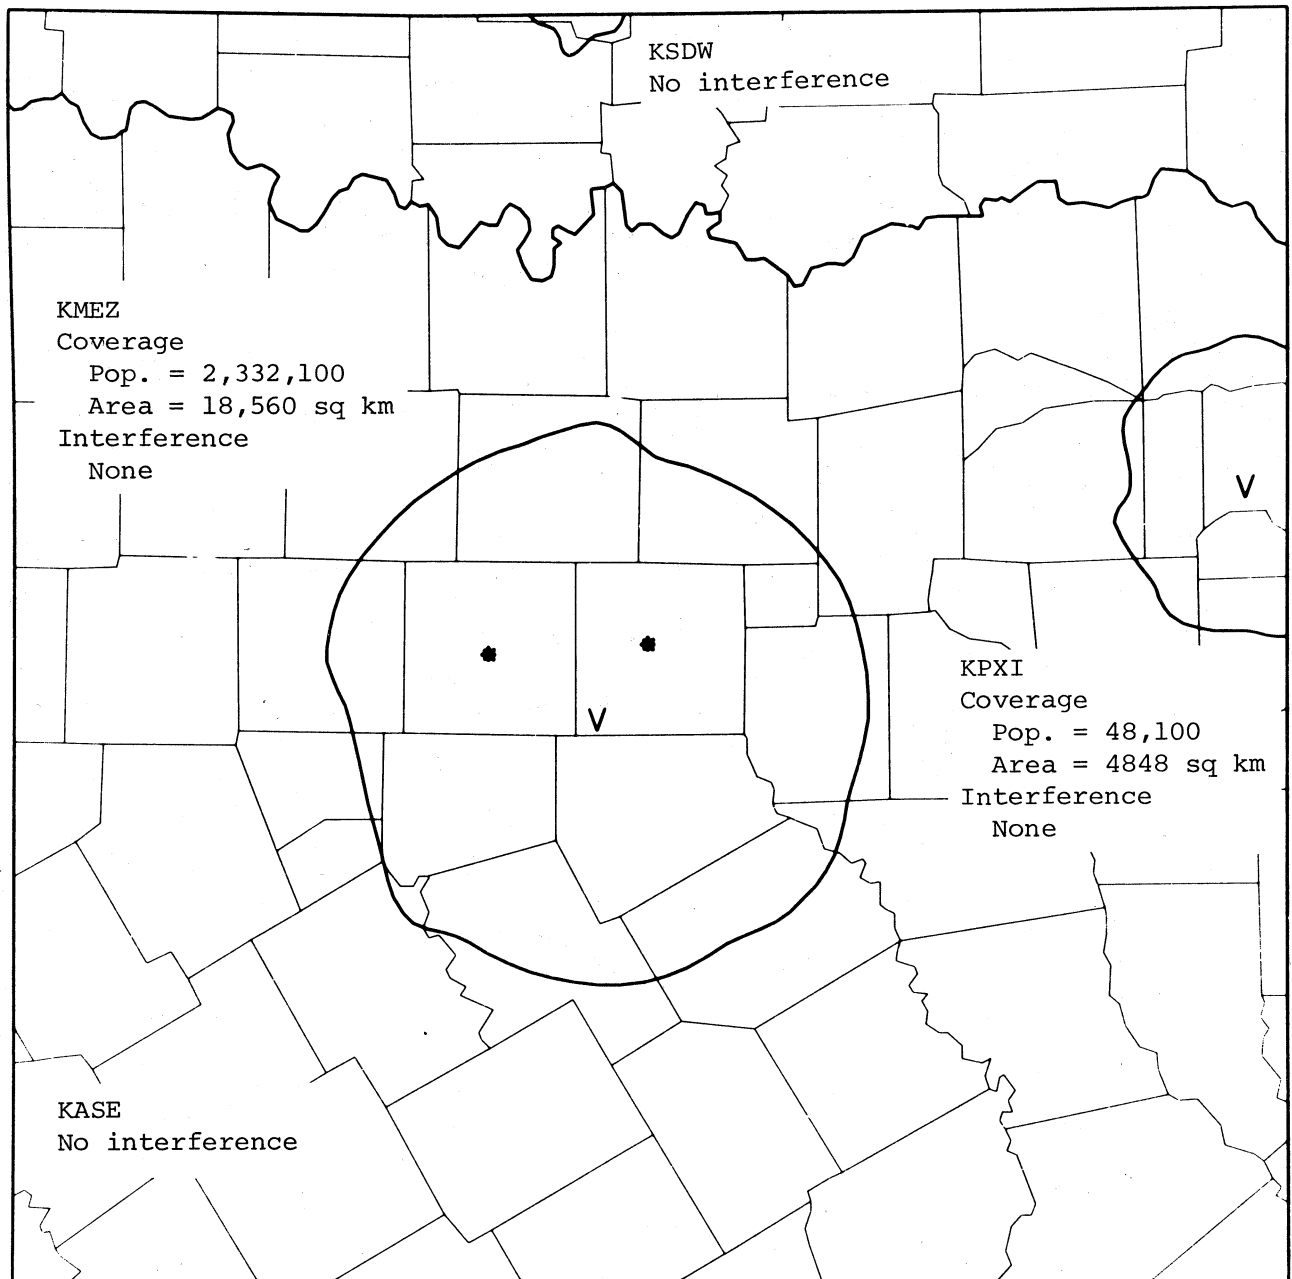 KSDW
No interference
KMEZ
Coverage
Pop. = 2,332,100
Area = 18,560 sq km
Interference
None
V
V
KPXI
Coverage
Pop. = 48,100
Area = 4848 sq km
Interference
None
KASE
No interference